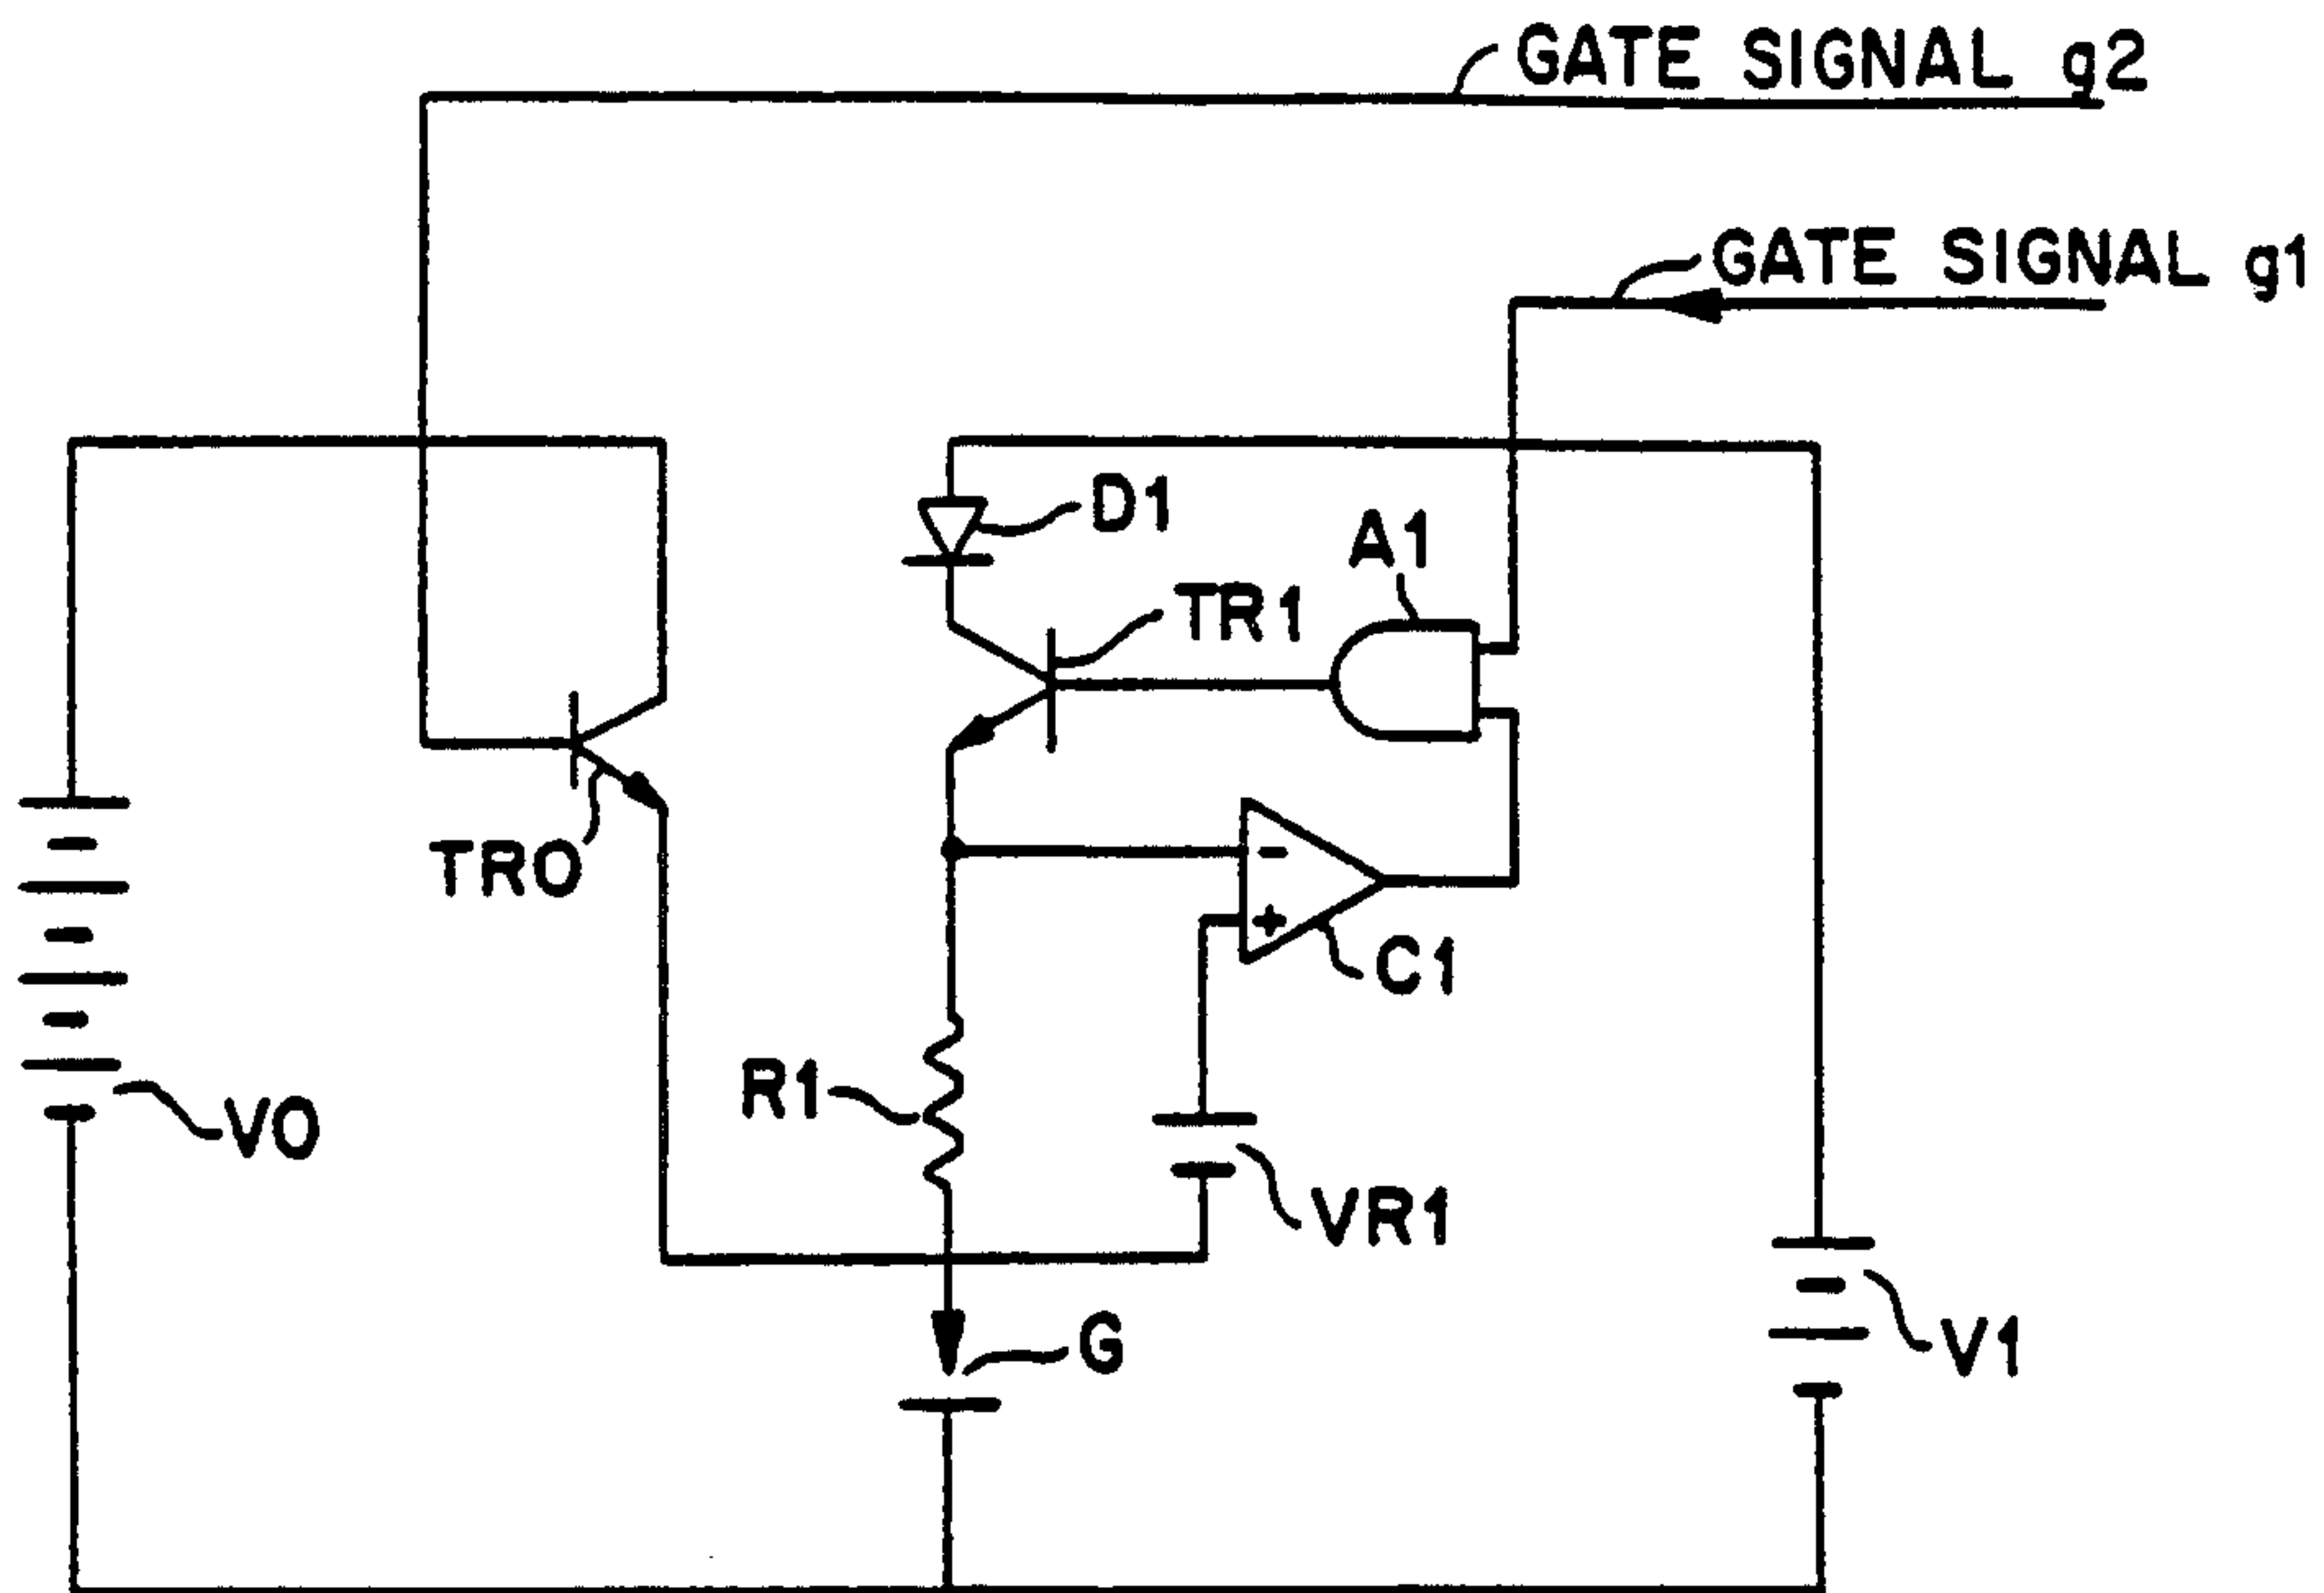 GATE SIGNAL g2
GATE SIGNAL g1
D1
A1
TR1
TRO
-
+
C1
R1
VO
VR1
G
V1